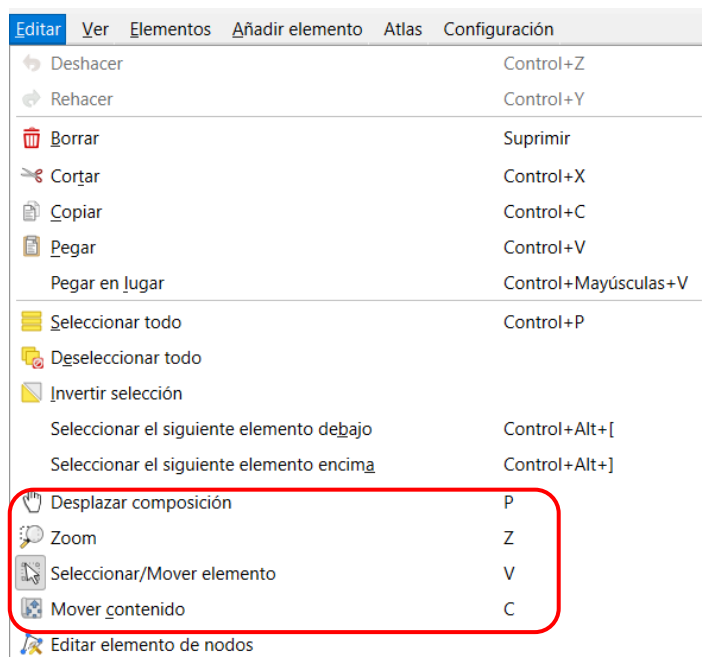 Editar Ver Elementos Añadir elemento Atlas Configuración
Deshacer Control+Z
Rehacer Control+Y
Borrar Suprimir
Cortar Control+X
Copiar Control+C
Pegar Control+V
Pegar en lugar Control+Mayúsculas+V
Seleccionar todo Control+P
Deseleccionar todo
Invertir selección
Seleccionar el siguiente elemento debajo Control+Alt+[
Seleccionar el siguiente elemento encima Control+Alt+]
Desplazar composición P
Zoom Z
Seleccionar/Mover elemento V
Mover contenido C
Editar elemento de nodos